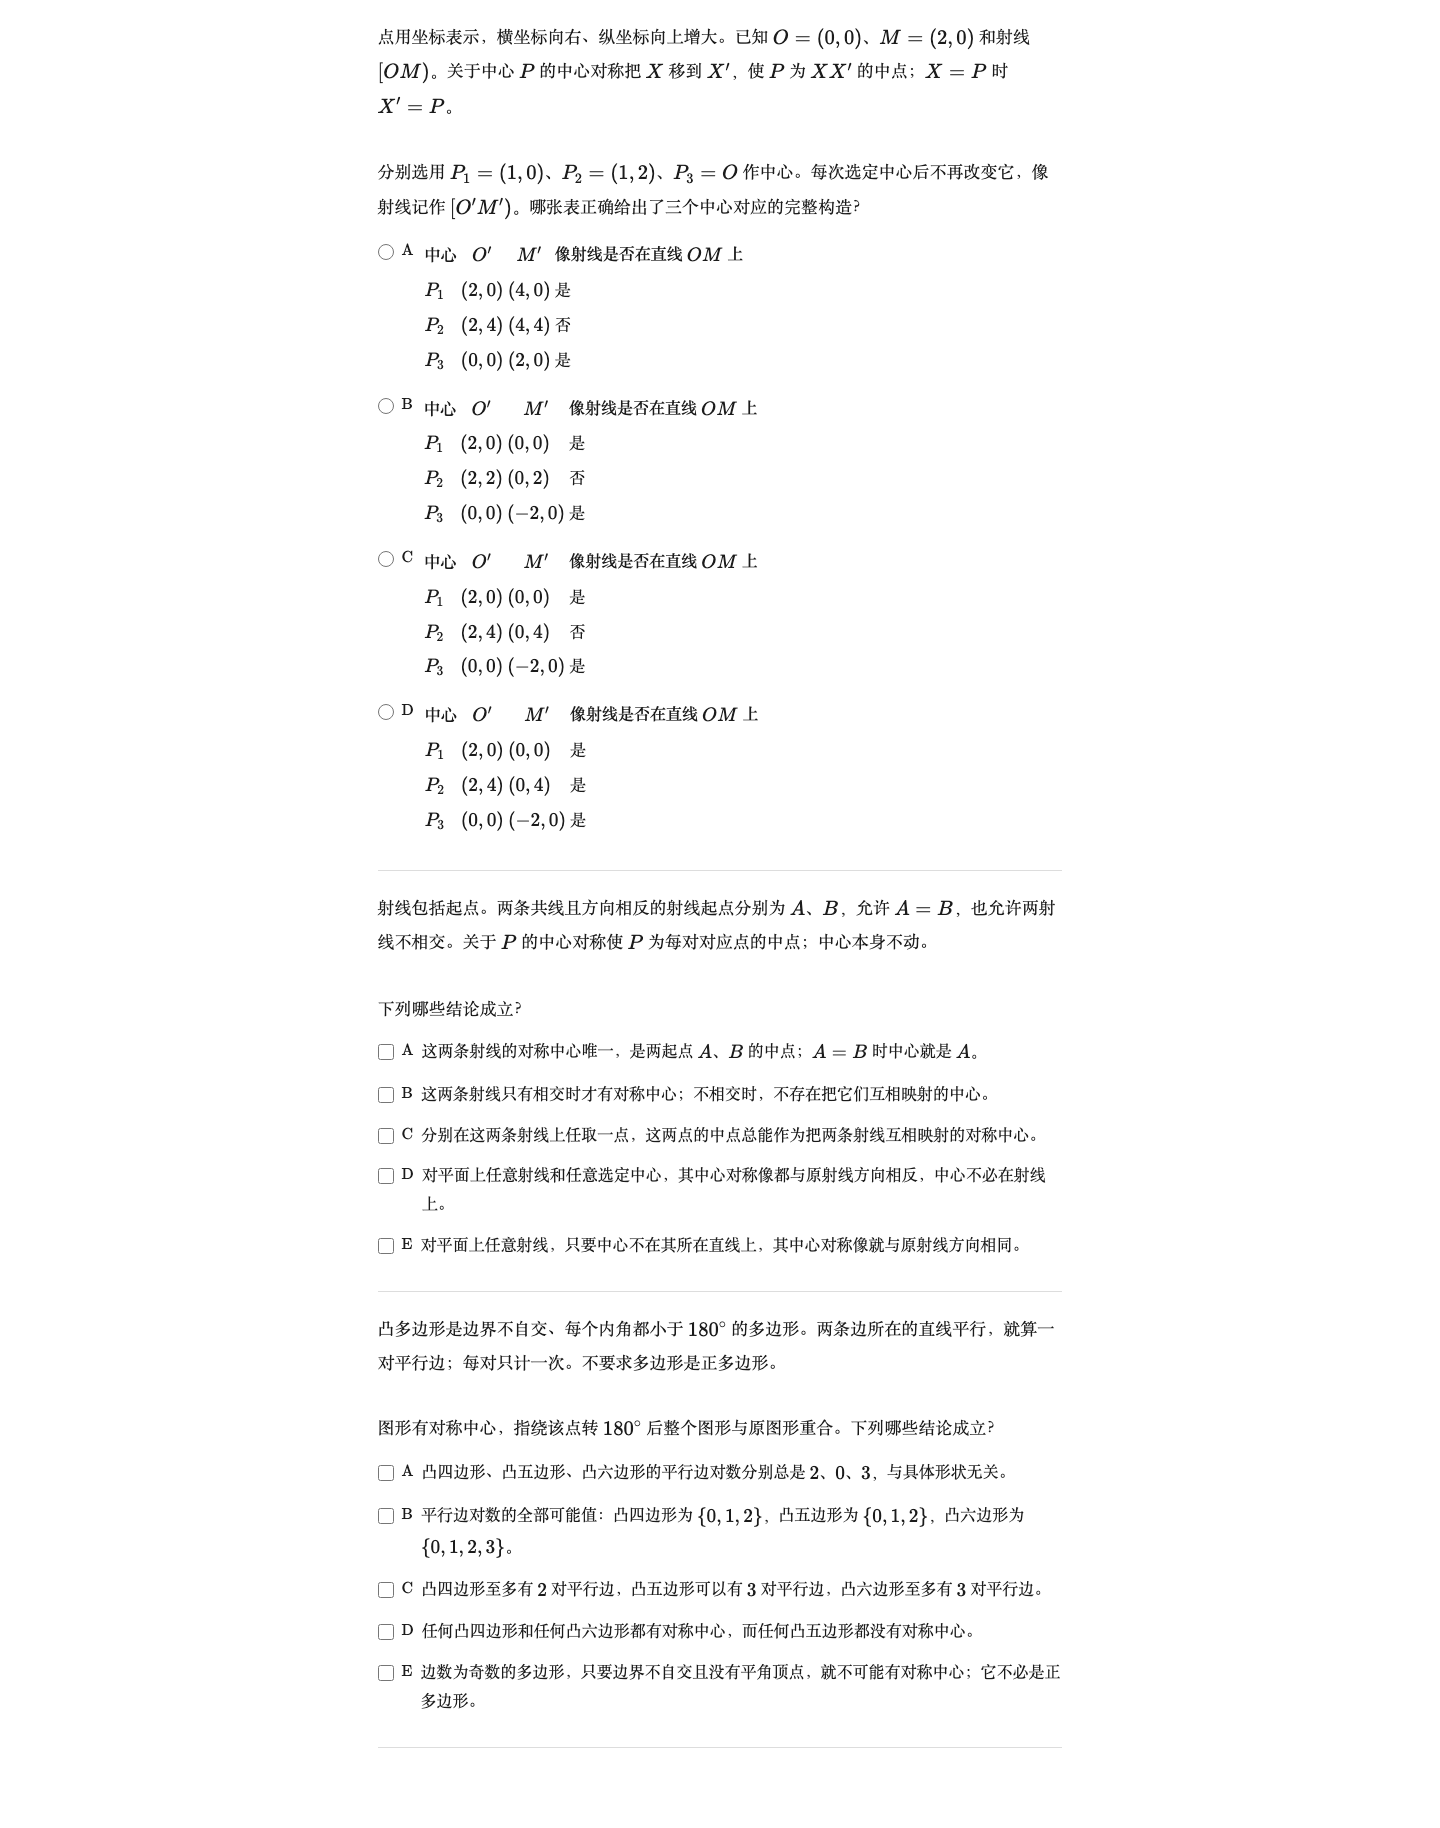 点用坐标表示，横坐标向右、纵坐标向上增大。已知 O = (0, 0)、M = (2, 0) 和射线
[OM)。关于中心 P 的中心对称把 X 移到 X′，使 P 为 XX′ 的中点；X = P 时
X′ = P。
分别选用 P₁ = (1, 0)、P₂ = (1, 2)、P₃ = O 作中心。每次选定中心后不再改变它，像
射线记作 [O′M′)。哪张表正确给出了三个中心对应的完整构造?
A 中心 O′ M′ 像射线是否在直线 OM 上
P₁ (2, 0) (4, 0) 是
P₂ (2, 4) (4, 4) 否
P₃ (0, 0) (2, 0) 是
B 中心 O′ M′ 像射线是否在直线 OM 上
P₁ (2, 0) (0, 0) 是
P₂ (2, 2) (0, 2) 否
P₃ (0, 0) (−2, 0) 是
C 中心 O′ M′ 像射线是否在直线 OM 上
P₁ (2, 0) (0, 0) 是
P₂ (2, 4) (0, 4) 否
P₃ (0, 0) (−2, 0) 是
D 中心 O′ M′ 像射线是否在直线 OM 上
P₁ (2, 0) (0, 0) 是
P₂ (2, 4) (0, 4) 是
P₃ (0, 0) (−2, 0) 是
射线包括起点。两条共线且方向相反的射线起点分别为 A、B，允许 A = B，也允许两射
线不相交。关于 P 的中心对称使 P 为每对对应点的中点；中心本身不动。
下列哪些结论成立?
A 这两条射线的对称中心唯一，是两起点 A、B 的中点；A = B 时中心就是 A。
B 这两条射线只有相交时才有对称中心；不相交时，不存在把它们互相映射的中心。
C 分别在这两条射线上任取一点，这两点的中点总能作为把两条射线互相映射的对称中心。
D 对平面上任意射线和任意选定中心，其中心对称像都与原射线方向相反，中心不必在射线
上。
E 对平面上任意射线，只要中心不在其所在直线上，其中心对称像就与原射线方向相同。
凸多边形是边界不自交、每个内角都小于 180° 的多边形。两条边所在的直线平行，就算一
对平行边；每对只计一次。不要求多边形是正多边形。
图形有对称中心，指绕该点转 180° 后整个图形与原图形重合。下列哪些结论成立?
A 凸四边形、凸五边形、凸六边形的平行边对数分别总是 2、0、3，与具体形状无关。
B 平行边对数的全部可能值：凸四边形为 {0, 1, 2}，凸五边形为 {0, 1, 2}，凸六边形为
{0, 1, 2, 3}。
C 凸四边形至多有 2 对平行边，凸五边形可以有 3 对平行边，凸六边形至多有 3 对平行边。
D 任何凸四边形和任何凸六边形都有对称中心，而任何凸五边形都没有对称中心。
E 边数为奇数的多边形，只要边界不自交且没有平角顶点，就不可能有对称中心；它不必是正
多边形。